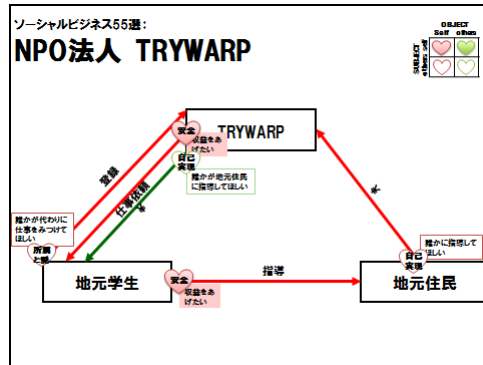 ソーシャルビジネス55選:
NPO法人 TRYWARP
OBJECT
Self others
SUBJECT
others self
TRYWARP
安全
収益をあ
げたい
自己
実現
誰かが地元住民
に指導してほしい
登録
仕事依頼
¥
¥
誰かが代わりに
仕事をみつけて
ほしい
所属
と愛
地元学生
安全
収益をあ
げたい
指導
誰かに指導して
ほしい
自己
実現
地元住民